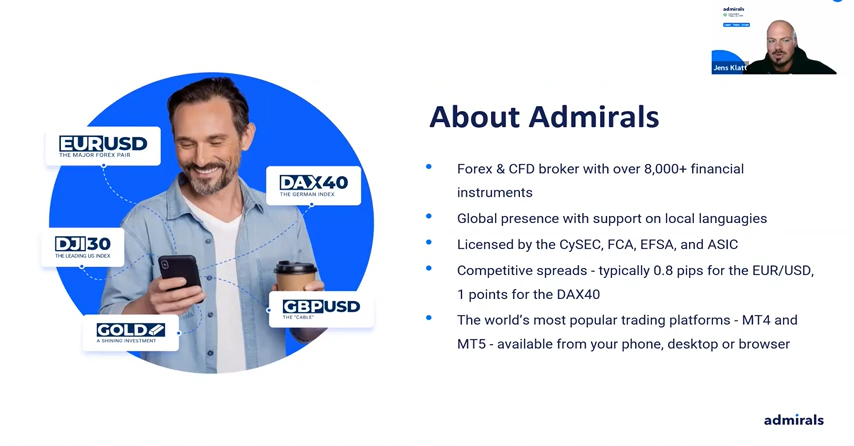 admirals
Jens Klatt
EURUSD
THE MAJOR FOREX PAIR
DAX40
THE GERMAN INDEX
DJI30
THE LEADING US INDEX
GBPUSD
THE "CABLE"
GOLD
A SHINING INVESTMENT
About Admirals
• Forex & CFD broker with over 8,000+ financial
instruments
• Global presence with support on local languagies
• Licensed by the CySEC, FCA, EFSA, and ASIC
• Competitive spreads - typically 0.8 pips for the EUR/USD,
1 points for the DAX40
• The world's most popular trading platforms - MT4 and
MT5 - available from your phone, desktop or browser
admirals